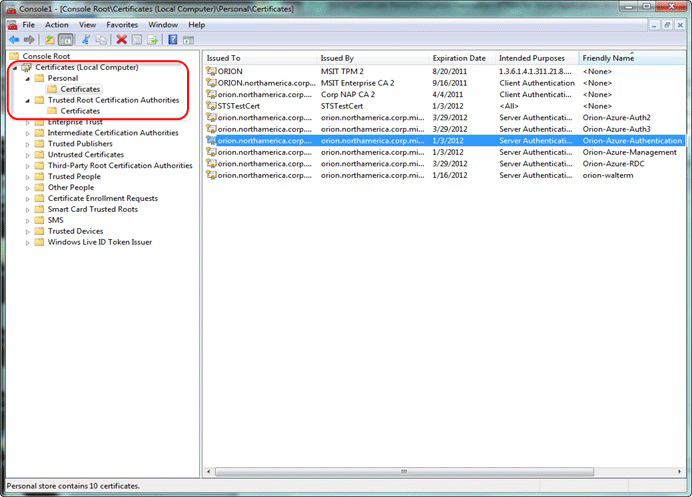 Console1 - [Console Root\Certificates (Local Computer)\Personal\Certificates]
File Action View Favorites Window Help
Console Root
Certificates (Local Computer)
Personal
Certificates
Trusted Root Certification Authorities
Certificates
Enterprise Trust
Intermediate Certification Authorities
Trusted Publishers
Untrusted Certificates
Third-Party Root Certification Authorities
Trusted People
Other People
Certificate Enrollment Requests
Smart Card Trusted Roots
SMS
Trusted Devices
Windows Live ID Token Issuer
Issued To Issued By Expiration Date Intended Purposes Friendly Name
ORION MSIT TPM 2 8/20/2011 1.3.6.1.4.1.311.21.8.... <None>
ORION.northamerica.corp.... MSIT Enterprise CA 2 9/16/2011 Client Authentication <None>
orion.northamerica.corp.... Corp NAP CA 2 4/4/2011 Client Authentication <None>
STSTestCert STSTestCert 1/3/2012 <All> <None>
orion.northamerica.corp.... orion.northamerica.corp.mi... 3/29/2012 Server Authenticati... Orion-Azure-Auth2
orion.northamerica.corp.... orion.northamerica.corp.mi... 3/29/2012 Server Authenticati... Orion-Azure-Auth3
orion.northamerica.corp.... orion.northamerica.corp.mi... 1/3/2012 Server Authenticati... Orion-Azure-Authentication
orion.northamerica.corp.... orion.northamerica.corp.mi... 1/3/2012 Server Authenticati... Orion-Azure-Management
orion.northamerica.corp.... orion.northamerica.corp.mi... 3/29/2012 Server Authenticati... Orion-Azure-RDC
orion.northamerica.corp.... orion.northamerica.corp.mi... 1/16/2012 Server Authenticati... orion-walterm
Personal store contains 10 certificates.